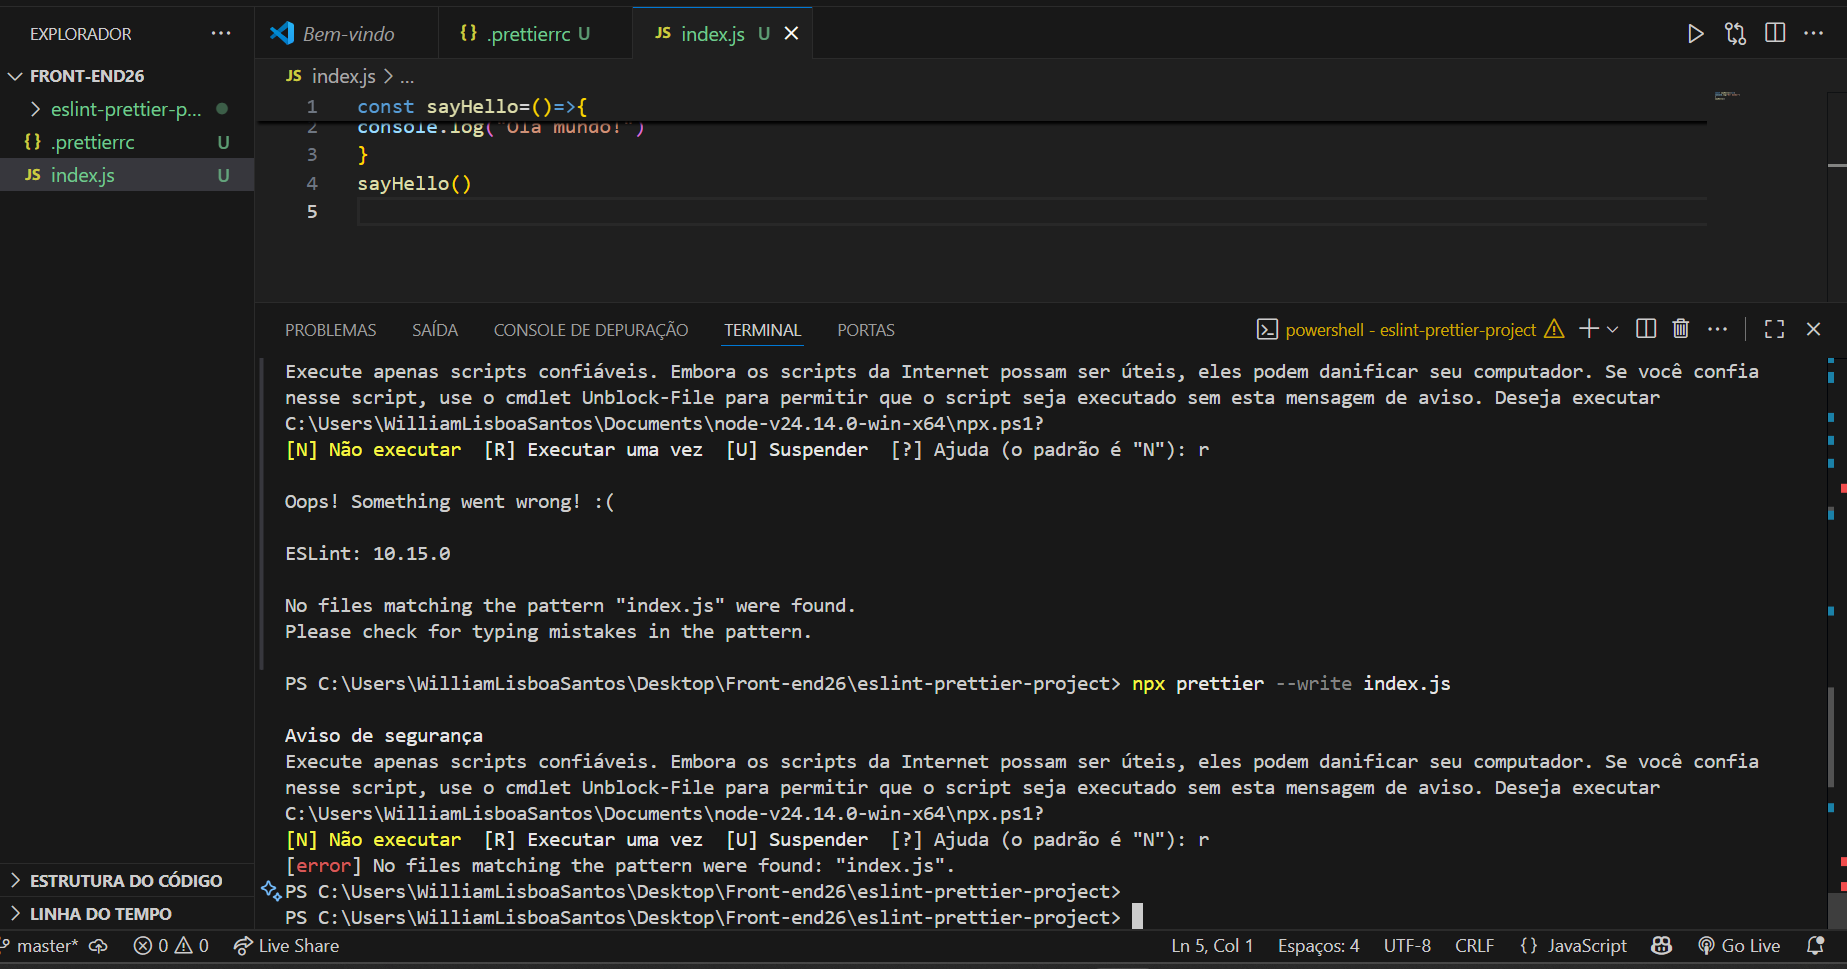 EXPLORADOR
FRONT-END26
eslint-prettier-p...
.prettierrc U
index.js U
ESTRUTURA DO CÓDIGO
LINHA DO TEMPO
Bem-vindo
{} .prettierrc U
JS index.js U
JS index.js > ...
1 const sayHello=()=>{
2 console.log("Olá mundo!")
3 }
4 sayHello()
5
PROBLEMAS SAÍDA CONSOLE DE DEPURAÇÃO TERMINAL PORTAS
powershell - eslint-prettier-project
Execute apenas scripts confiáveis. Embora os scripts da Internet possam ser úteis, eles podem danificar seu computador. Se você confia
nesse script, use o cmdlet Unblock-File para permitir que o script seja executado sem esta mensagem de aviso. Deseja executar
C:\Users\WilliamLisboaSantos\Documents\node-v24.14.0-win-x64\npx.ps1?
[N] Não executar  [R] Executar uma vez  [U] Suspender  [?] Ajuda (o padrão é "N"): r
Oops! Something went wrong! :(
ESLint: 10.15.0
No files matching the pattern "index.js" were found.
Please check for typing mistakes in the pattern.
PS C:\Users\WilliamLisboaSantos\Desktop\Front-end26\eslint-prettier-project> npx prettier --write index.js
Aviso de segurança
Execute apenas scripts confiáveis. Embora os scripts da Internet possam ser úteis, eles podem danificar seu computador. Se você confia
nesse script, use o cmdlet Unblock-File para permitir que o script seja executado sem esta mensagem de aviso. Deseja executar
C:\Users\WilliamLisboaSantos\Documents\node-v24.14.0-win-x64\npx.ps1?
[N] Não executar  [R] Executar uma vez  [U] Suspender  [?] Ajuda (o padrão é "N"): r
[error] No files matching the pattern were found: "index.js".
PS C:\Users\WilliamLisboaSantos\Desktop\Front-end26\eslint-prettier-project>
PS C:\Users\WilliamLisboaSantos\Desktop\Front-end26\eslint-prettier-project>
master* 0 0 Live Share Ln 5, Col 1 Espaços: 4 UTF-8 CRLF {} JavaScript Go Live